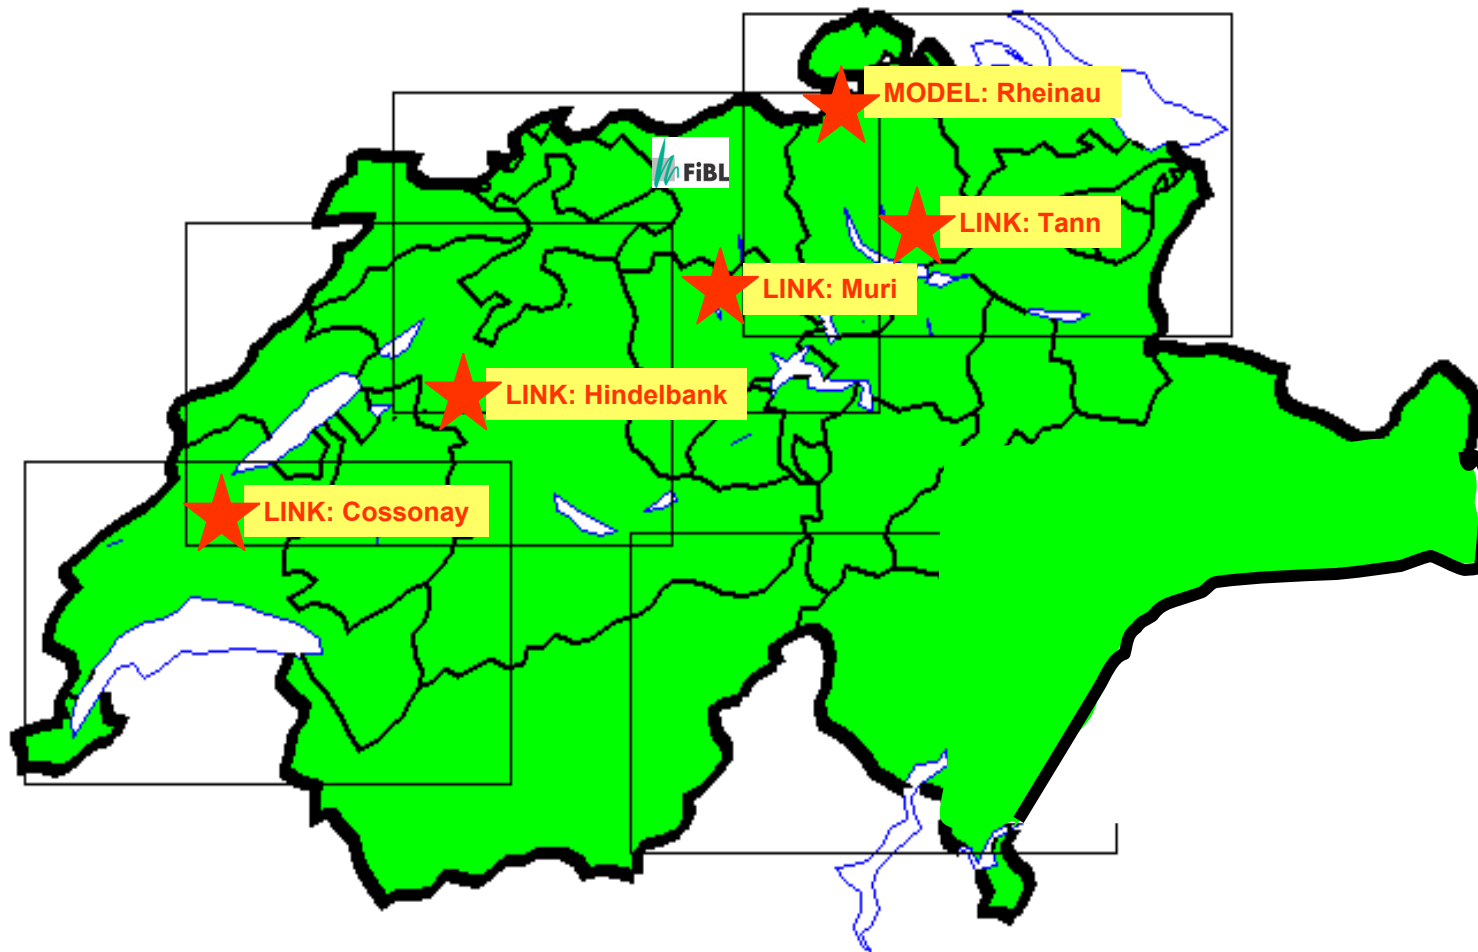 MODEL: Rheinau
FiBL
LINK: Tann
LINK: Muri
LINK: Hindelbank
LINK: Cossonay